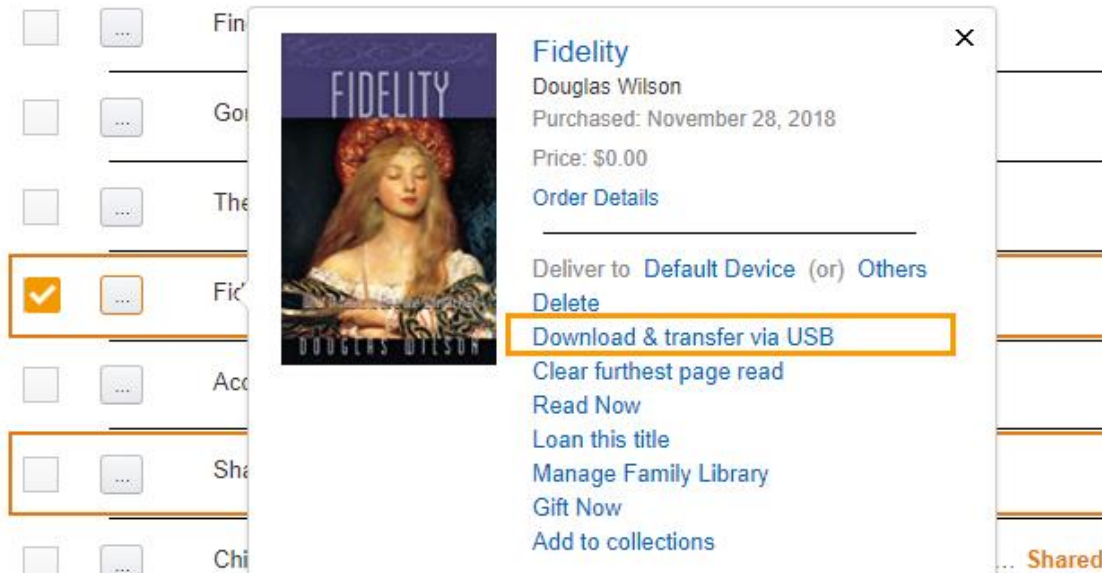 Fin
...
Gor
...
The
...
Fid
...
Acc
...
Sha
...
Chi
...
FIDELITY
DOUGLAS WILSON
Fidelity
Douglas Wilson
Purchased: November 28, 2018
Price: $0.00
Order Details
Deliver to Default Device (or) Others
Delete
Download & transfer via USB
Clear furthest page read
Read Now
Loan this title
Manage Family Library
Gift Now
Add to collections
... Shared